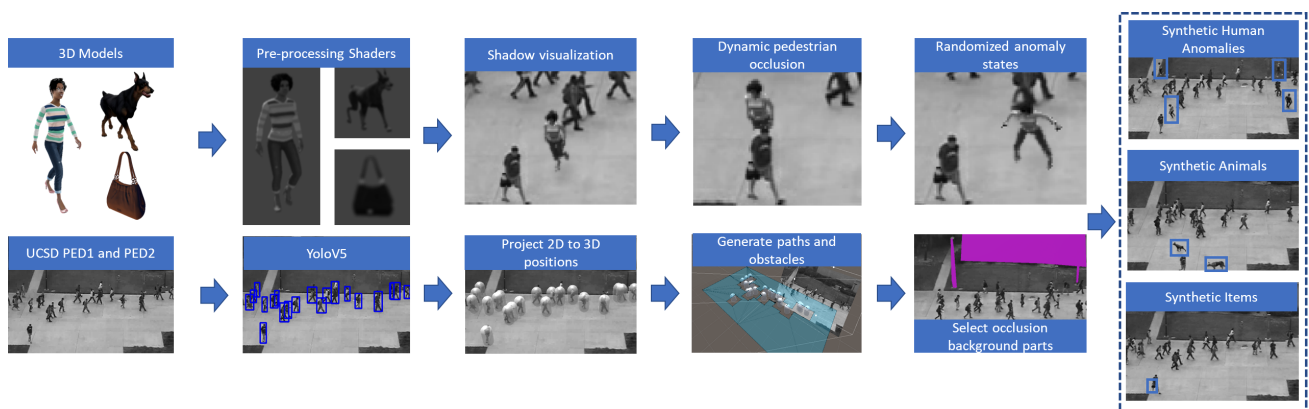 3D Models
Pre-processing Shaders
Shadow visualization
Dynamic pedestrian
occlusion
Randomized anomaly
states
Synthetic Human
Anomalies
Synthetic Animals
UCSD PED1 and PED2
YoloV5
Project 2D to 3D
positions
Generate paths and
obstacles
Select occlusion
background parts
Synthetic Items